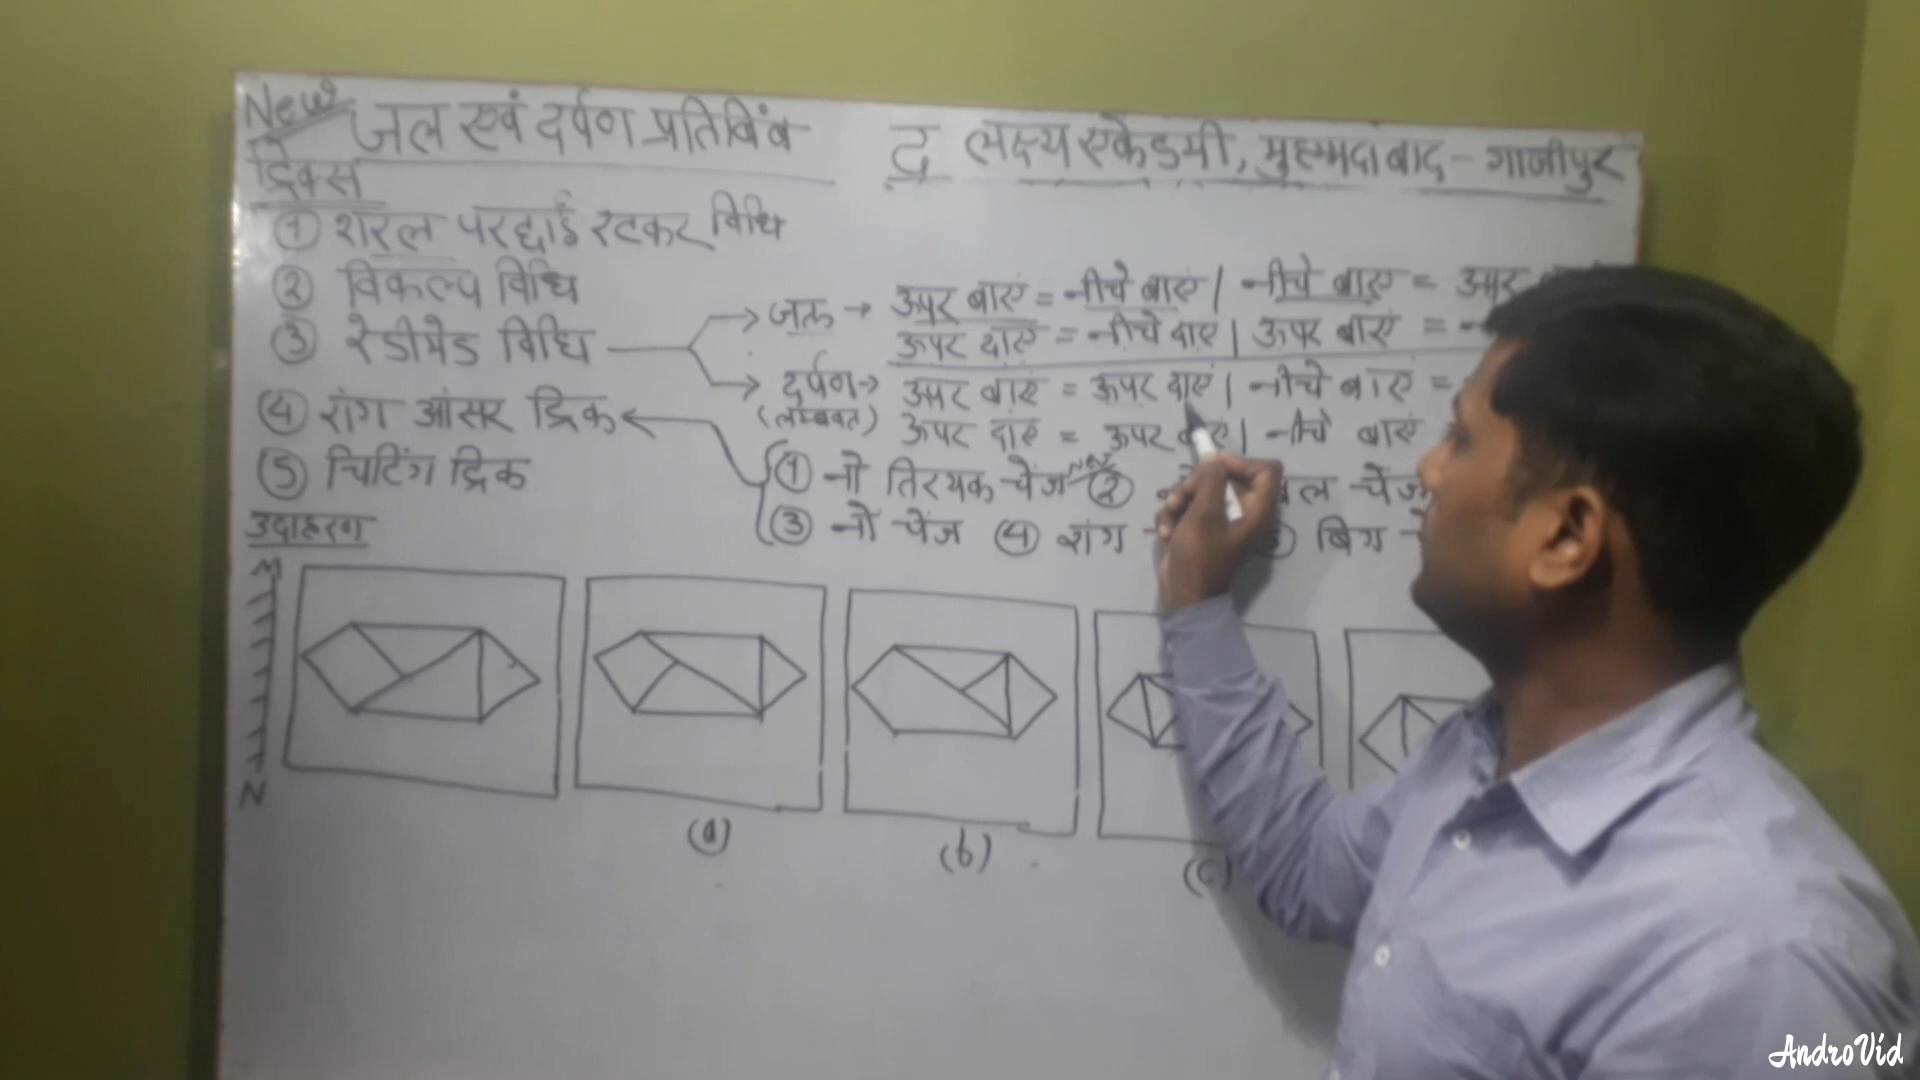 New जल एवं दर्पण प्रतिबिंब द लक्ष्य एकेडमी, मुहम्मदाबाद - गाजीपुर
ट्रिक्स
① शरल परछाई रटकर विधि
② विकल्प विधि
③ रेडीमेड विधि
जल → ऊपर बाएं = नीचे बाएं | नीचे बाएं = ऊपर
ऊपर दाएं = नीचे दाएं | ऊपर बाएं =
दर्पण → ऊपर बाएं = ऊपर दाएं | नीचे बाएं =
(लम्बवत) ऊपर दाएं = ऊपर बाएं | नीचे बाएं
④ रांग आंसर ट्रिक
① नो तिरयक चेंज ② चेंज
③ नो चेंज ④ रांग बिग
⑤ चिटिंग ट्रिक
उदाहरण
M
N
(a) (b) (c)
AndroVid